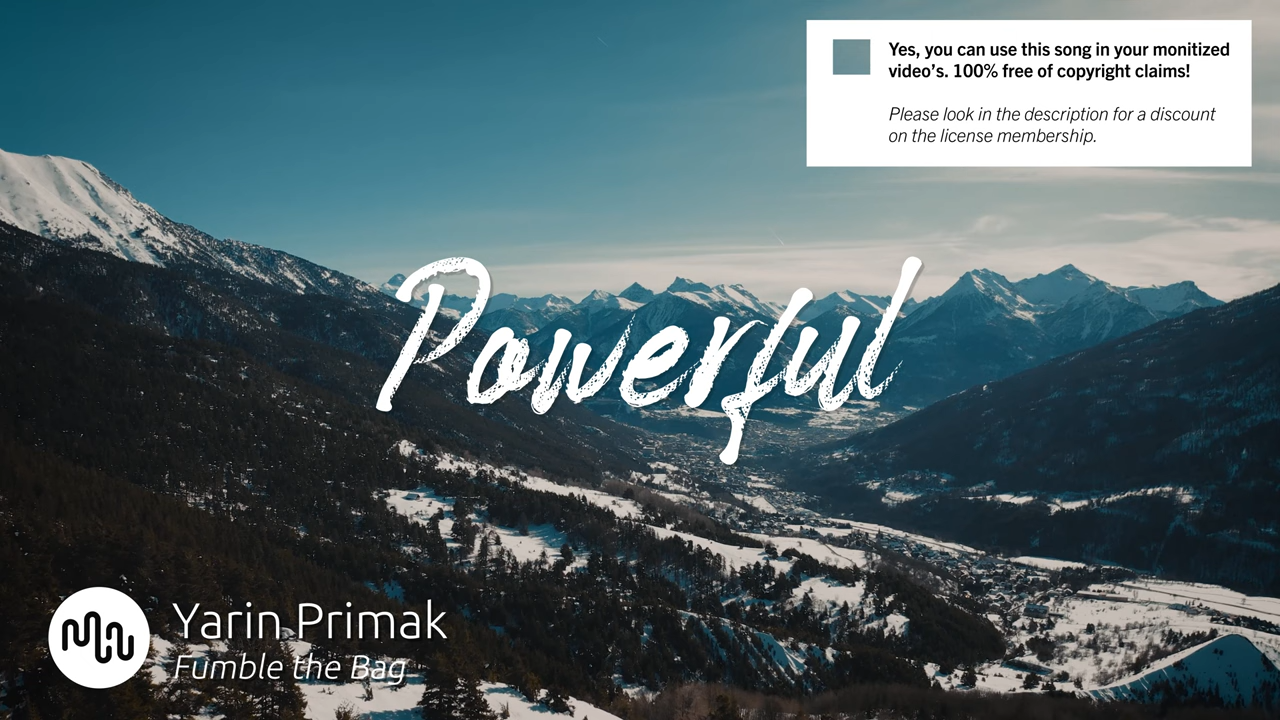 Yes, you can use this song in your monitized
video's. 100% free of copyright claims!
Please look in the description for a discount
on the license membership.
Powerful
Yarin Primak
Fumble the Bag